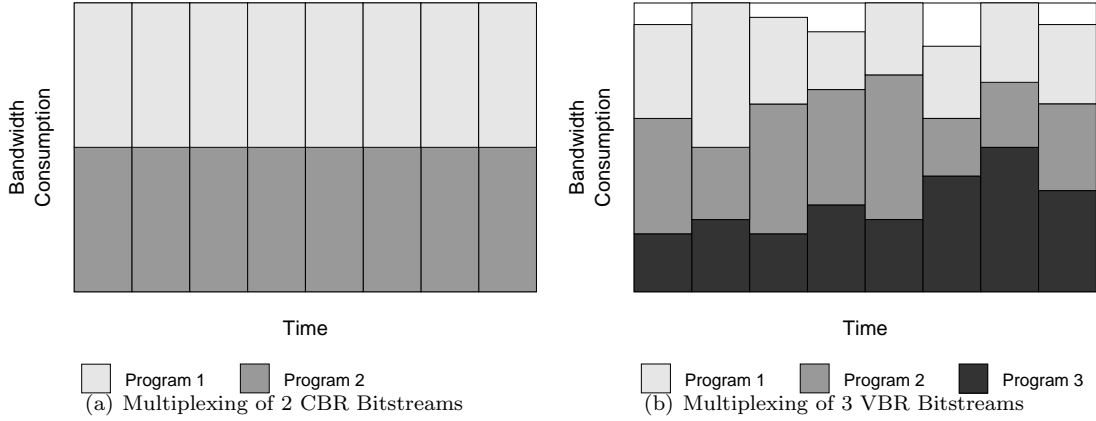 Bandwidth
Consumption
Time
Program 1
Program 2
(a) Multiplexing of 2 CBR Bitstreams
Bandwidth
Consumption
Time
Program 1
Program 2
Program 3
(b) Multiplexing of 3 VBR Bitstreams